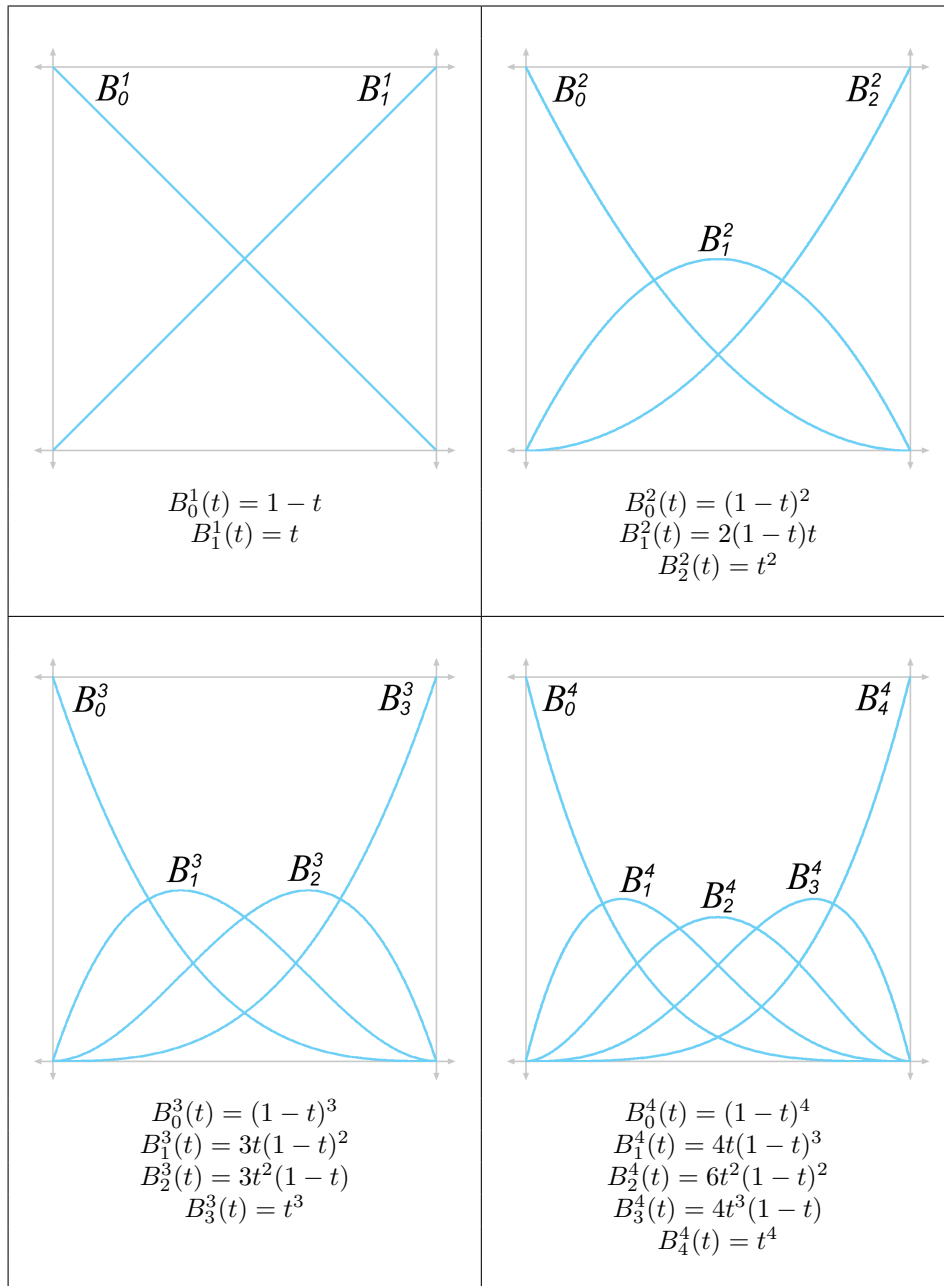 B_0^1 B_1^1
B_0^1(t) = 1 − t
B_1^1(t) = t
B_0^2 B_2^2
B_1^2
B_0^2(t) = (1 − t)^2
B_1^2(t) = 2(1 − t)t
B_2^2(t) = t^2
B_0^3 B_3^3
B_1^3 B_2^3
B_0^3(t) = (1 − t)^3
B_1^3(t) = 3t(1 − t)^2
B_2^3(t) = 3t^2(1 − t)
B_3^3(t) = t^3
B_0^4 B_4^4
B_1^4 B_2^4 B_3^4
B_0^4(t) = (1 − t)^4
B_1^4(t) = 4t(1 − t)^3
B_2^4(t) = 6t^2(1 − t)^2
B_3^4(t) = 4t^3(1 − t)
B_4^4(t) = t^4